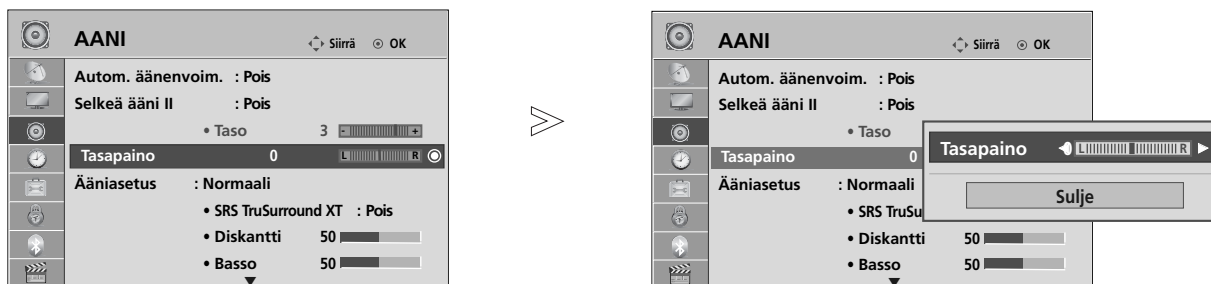 AANI Siirrä OK
Autom. äänenvoim. : Pois
Selkeä ääni II : Pois
• Taso 3 - +
Tasapaino 0 L R
Ääniasetus : Normaali
• SRS TruSurround XT : Pois
• Diskantti 50
• Basso 50
AANI Siirrä OK
Autom. äänenvoim. : Pois
Selkeä ääni II : Pois
• Taso
Tasapaino 0
Ääniasetus : Normaali
• SRS TruSu
• Diskantti 50
• Basso 50
Tasapaino L R
Sulje